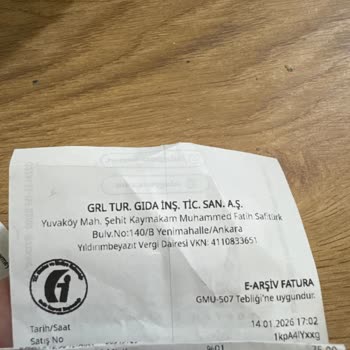 GRL TUR. GIDA İNŞ. TİC. SAN. A.Ş.
Yuvaköy Mah. Şehit Kaymakam Muhammed Fatih Safitürk
Bulv.No:140/B Yenimahalle/Ankara
Yıldırımbeyazıt Vergi Dairesi VKN: 4110833651
E-ARŞİV FATURA
GMU-507 Tebliği'ne uygundur.
Tarih/Saat 14.01.2026 17:02
Satış No 1kpA4lYxxg
%01